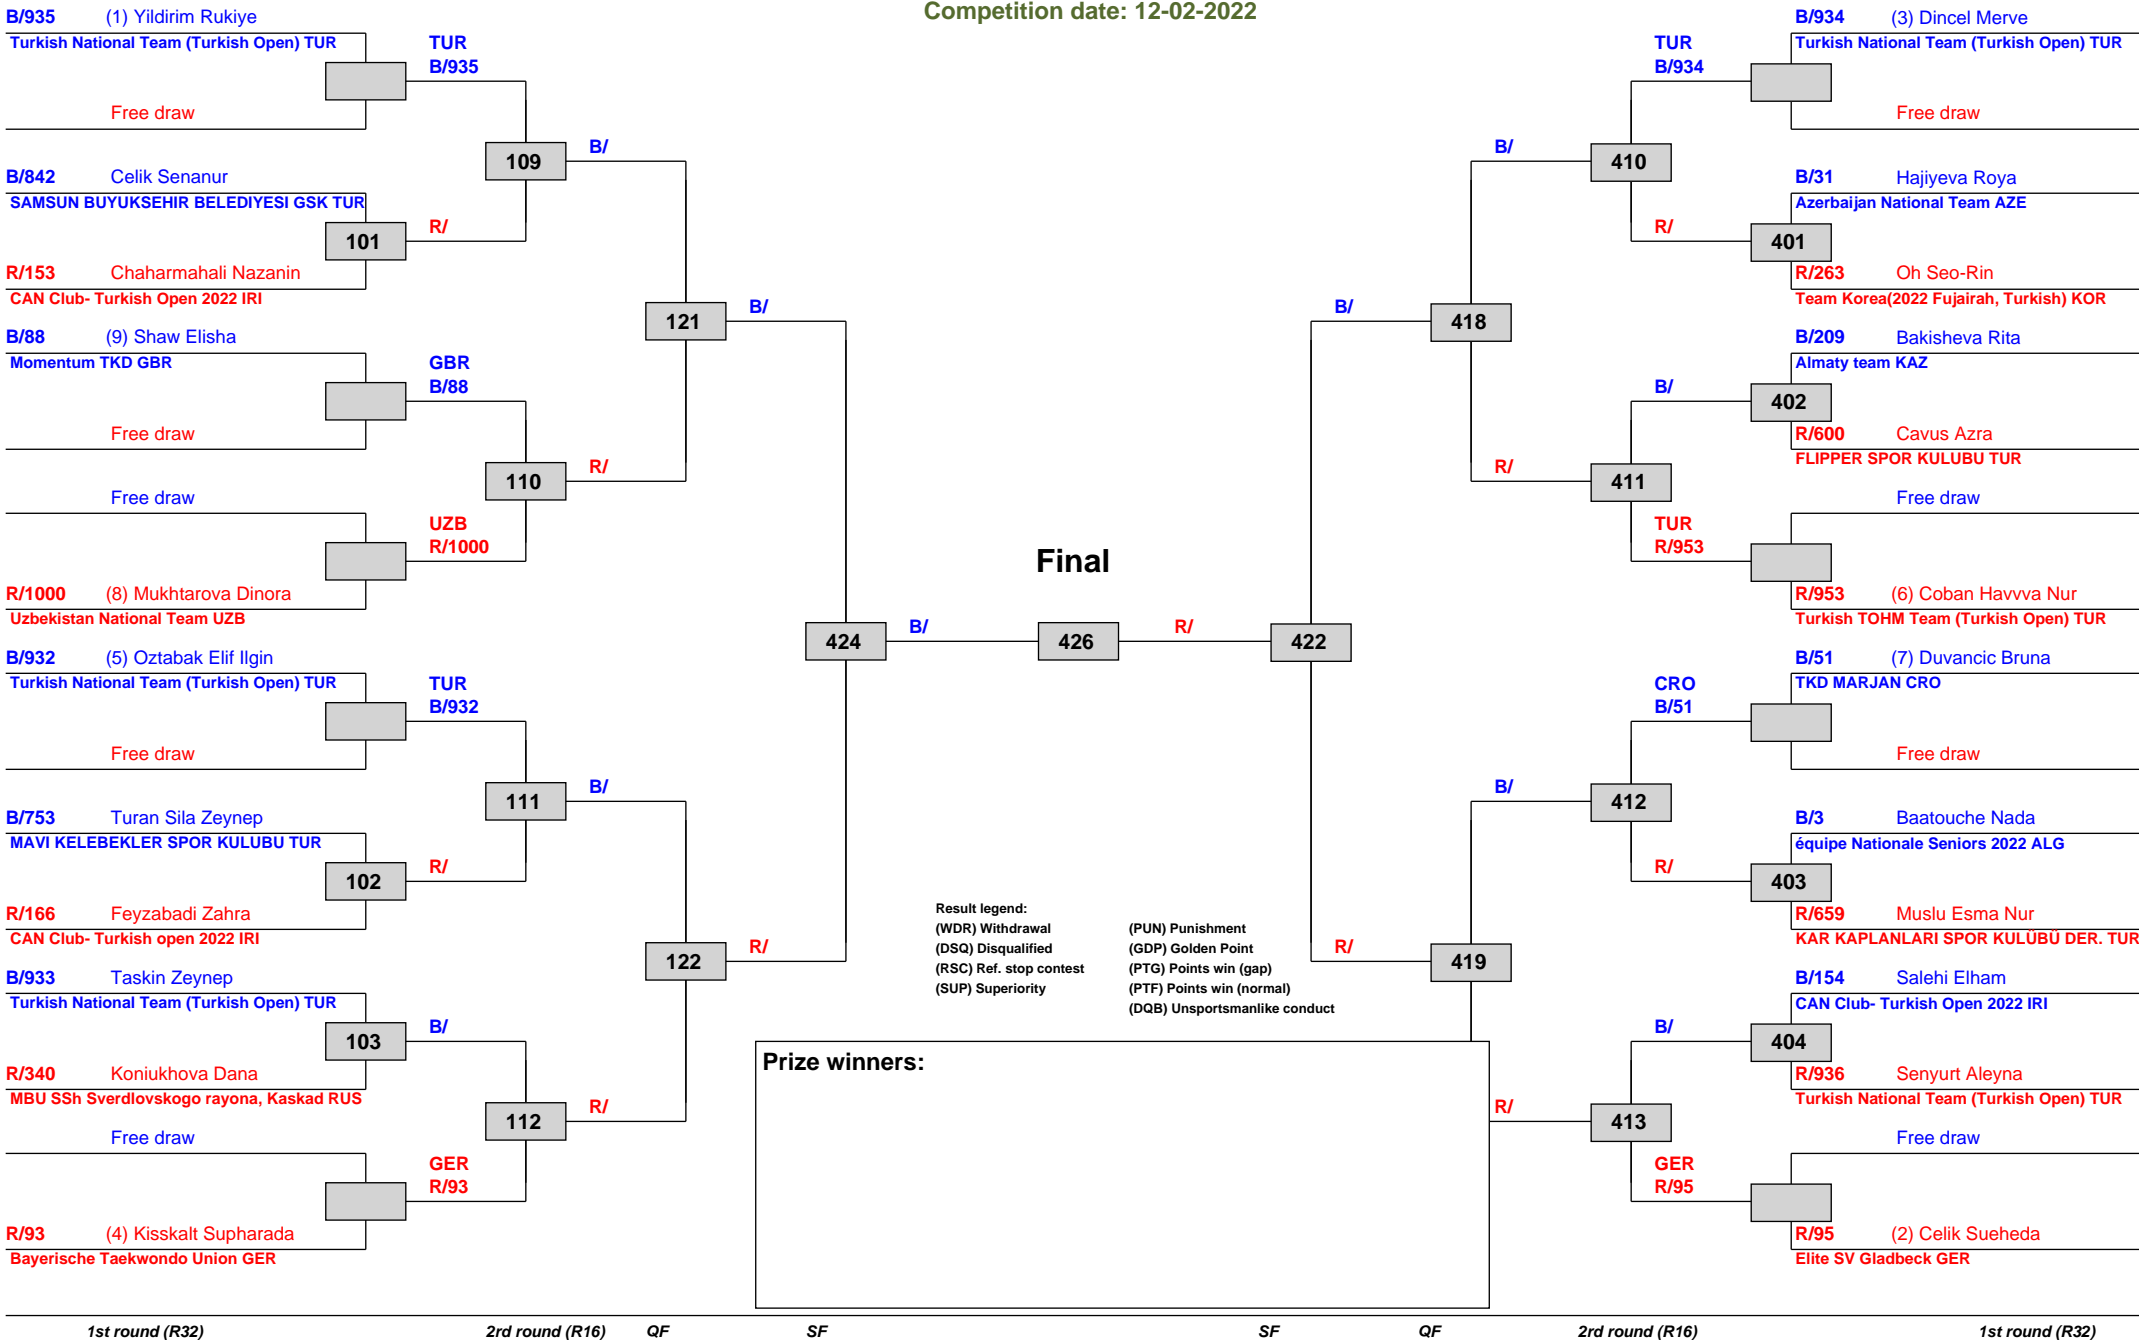 Competition date: 12-02-2022
B/935 (1) Yildirim Rukiye
Turkish National Team (Turkish Open) TUR
Free draw
TUR
B/935
B/842 Celik Senanur
SAMSUN BUYUKSEHIR BELEDIYESI GSK TUR
101
R/153 Chaharmahali Nazanin
CAN Club- Turkish Open 2022 IRI
R/
109
B/
B/88 (9) Shaw Elisha
Momentum TKD GBR
Free draw
GBR
B/88
Free draw
UZB
R/1000
R/1000 (8) Mukhtarova Dinora
Uzbekistan National Team UZB
110
R/
121
B/
B/932 (5) Oztabak Elif Ilgin
Turkish National Team (Turkish Open) TUR
Free draw
TUR
B/932
B/753 Turan Sila Zeynep
MAVI KELEBEKLER SPOR KULUBU TUR
102
R/166 Feyzabadi Zahra
CAN Club- Turkish open 2022 IRI
R/
111
B/
B/933 Taskin Zeynep
Turkish National Team (Turkish Open) TUR
103
R/340 Koniukhova Dana
MBU SSh Sverdlovskogo rayona, Kaskad RUS
B/
Free draw
GER
R/93
R/93 (4) Kisskalt Supharada
Bayerische Taekwondo Union GER
112
R/
122
R/
424
B/
Final
426
R/
422
B/
R/
B/934 (3) Dincel Merve
Turkish National Team (Turkish Open) TUR
Free draw
TUR
B/934
B/31 Hajiyeva Roya
Azerbaijan National Team AZE
401
R/263 Oh Seo-Rin
Team Korea(2022 Fujairah, Turkish) KOR
R/
410
B/
B/209 Bakisheva Rita
Almaty team KAZ
402
R/600 Cavus Azra
FLIPPER SPOR KULUBU TUR
B/
Free draw
TUR
R/953
R/953 (6) Coban Havvva Nur
Turkish TOHM Team (Turkish Open) TUR
411
R/
418
B/51 (7) Duvancic Bruna
TKD MARJAN CRO
Free draw
CRO
B/51
B/3 Baatouche Nada
équipe Nationale Seniors 2022 ALG
403
R/659 Muslu Esma Nur
KAR KAPLANLARI SPOR KULÜBÜ DER. TUR
R/
412
B/
B/154 Salehi Elham
CAN Club- Turkish Open 2022 IRI
404
R/936 Senyurt Aleyna
Turkish National Team (Turkish Open) TUR
B/
Free draw
GER
R/95
R/95 (2) Celik Sueheda
Elite SV Gladbeck GER
413
R/
419
Result legend:
(WDR) Withdrawal (PUN) Punishment
(DSQ) Disqualified (GDP) Golden Point
(RSC) Ref. stop contest (PTG) Points win (gap)
(SUP) Superiority (PTF) Points win (normal)
(DQB) Unsportsmanlike conduct
Prize winners:
1st round (R32) 2rd round (R16) QF SF SF QF 2rd round (R16) 1st round (R32)